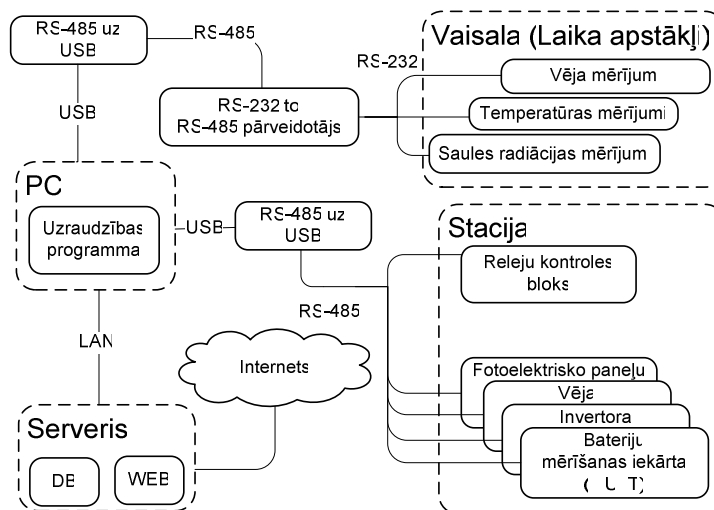 RS-485 uz
USB
RS-485
RS-232
Vaisala (Laika apstākļi)
Vēja mērījum
Temperatūras mērījumi
Saules radiācijas mērījum
RS-232 to
RS-485 pārveidotājs
USB
PC
Uzraudzības
programma
USB
RS-485 uz
USB
RS-485
Stacija
Releju kontroles
bloks
LAN
Internets
Fotoelektrisko paneļu
Vēja
Invertora
Bateriju
mērīšanas iekārta
( U T)
Serveris
DB
WEB